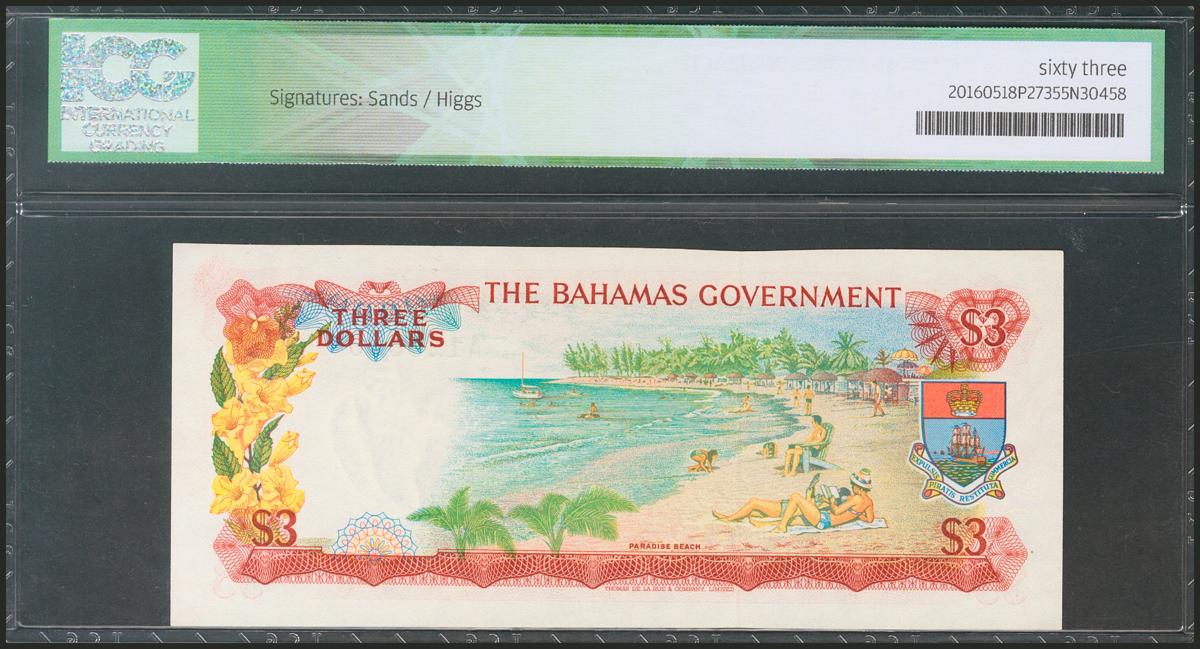 ICG
INTERNATIONAL
CURRENCY
GRADING
Signatures: Sands / Higgs
sixty three
20160518P27355N30458
THE BAHAMAS GOVERNMENT
THREE
DOLLARS
$3
EXPULSIS PIRATIS RESTITUTA COMMERCIA
$3
$3
PARADISE BEACH
THOMAS DE LA RUE & COMPANY, LIMITED